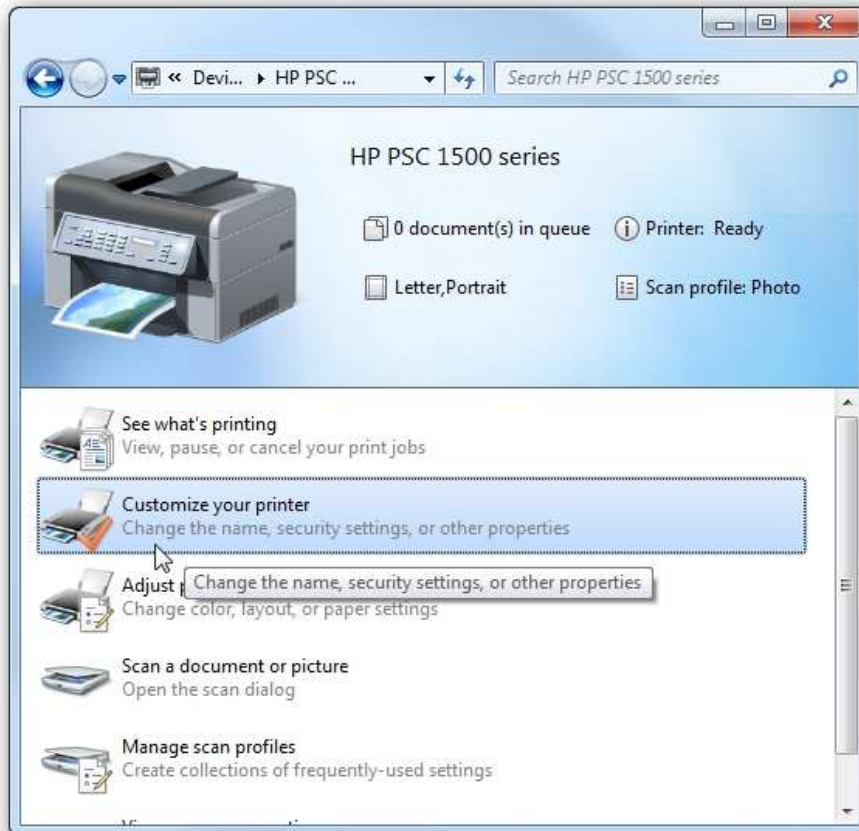 « Devi... ▸ HP PSC ... Search HP PSC 1500 series
HP PSC 1500 series
0 document(s) in queue Printer: Ready
Letter,Portrait Scan profile: Photo
See what's printing
View, pause, or cancel your print jobs
Customize your printer
Change the name, security settings, or other properties
Change the name, security settings, or other properties
Adjust
Change color, layout, or paper settings
Scan a document or picture
Open the scan dialog
Manage scan profiles
Create collections of frequently-used settings